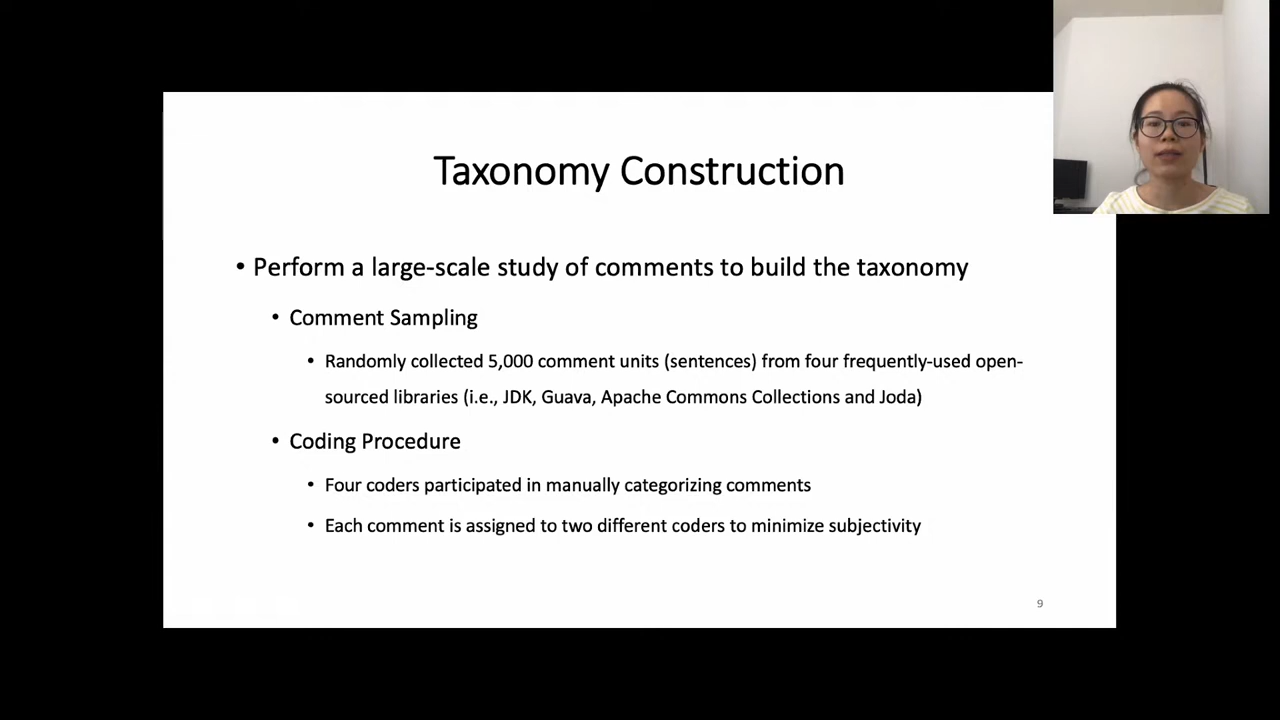 Taxonomy Construction
• Perform a large-scale study of comments to build the taxonomy
• Comment Sampling
• Randomly collected 5,000 comment units (sentences) from four frequently-used open-
sourced libraries (i.e., JDK, Guava, Apache Commons Collections and Joda)
• Coding Procedure
• Four coders participated in manually categorizing comments
• Each comment is assigned to two different coders to minimize subjectivity
9